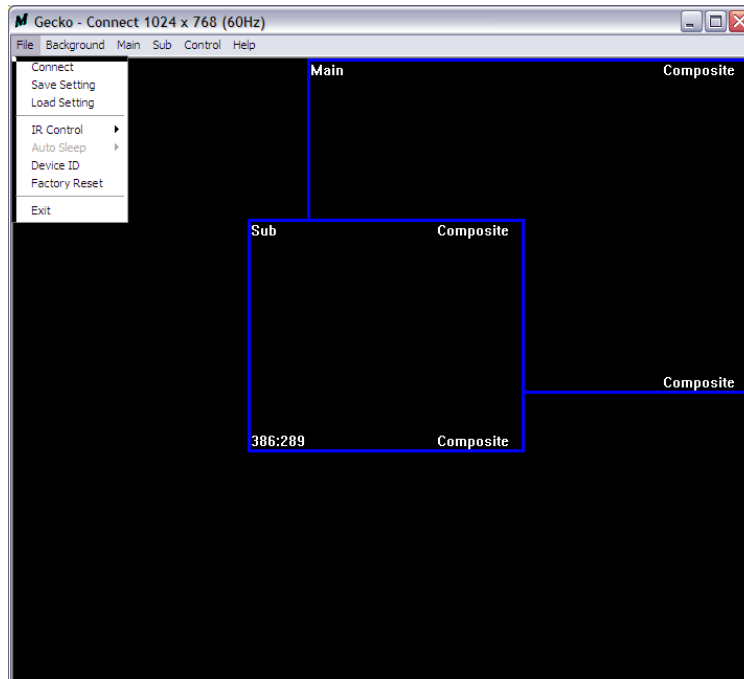 Gecko - Connect 1024 x 768 (60Hz)
File Background Main Sub Control Help
Connect
Save Setting
Load Setting
IR Control
Auto Sleep
Device ID
Factory Reset
Exit
Main Composite
Sub Composite
Composite
386:289 Composite